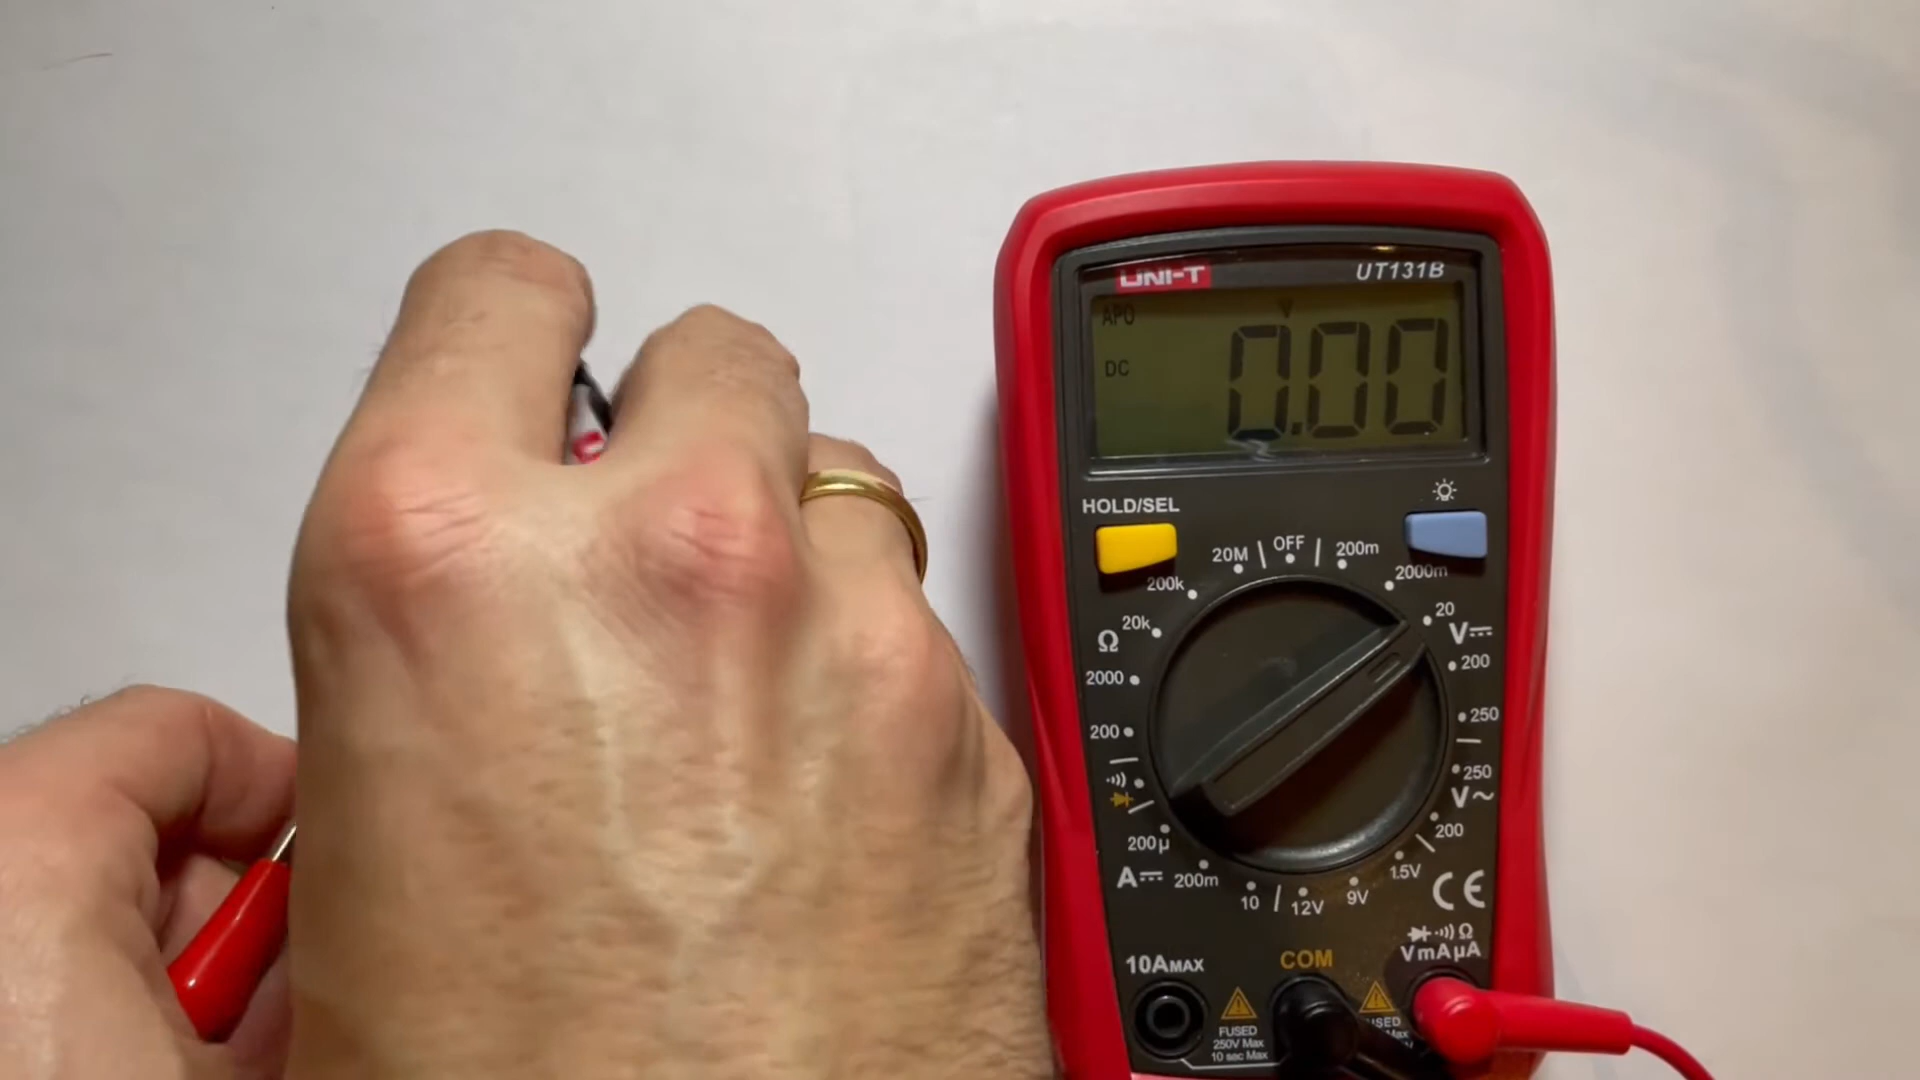 UNI-T UT131B
APO
DC 0.00
HOLD/SEL
20M OFF 200m
200k 2000m
20k 20
Ω V
2000 200
200 250
250
V~
200μ 200
A 200m 1.5V
10 12V 9V CE
10AMAX COM VmAμA
Ω
FUSED
250V Max
10 sec Max